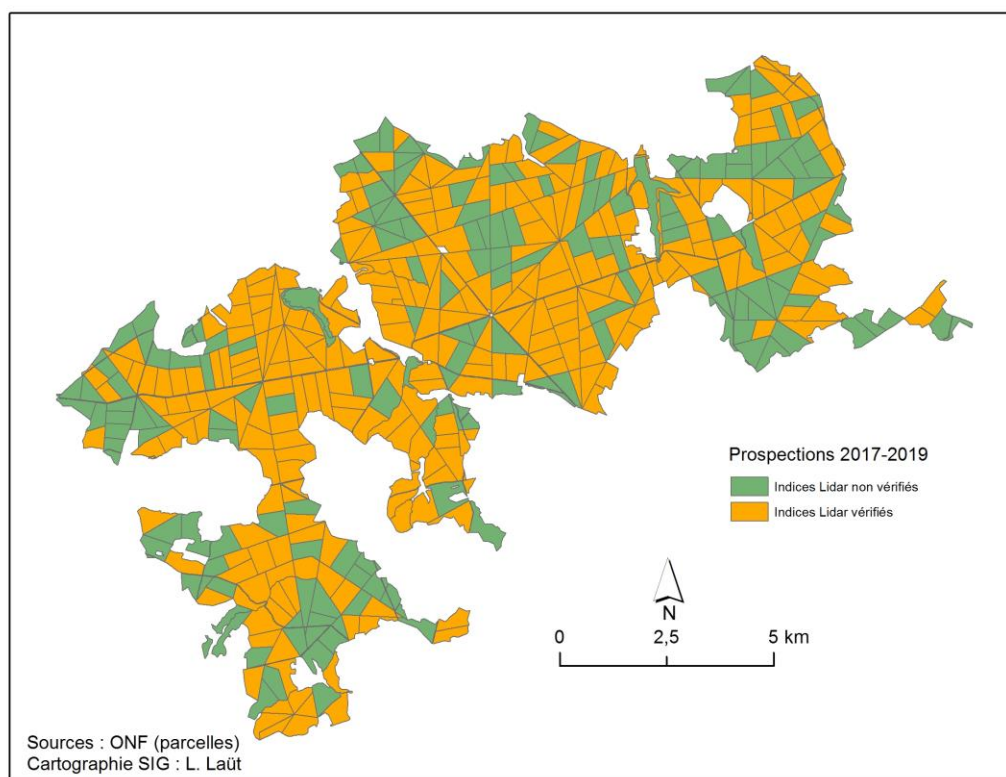 Prospections 2017-2019
Indices Lidar non vérifiés
Indices Lidar vérifiés
N
0 2,5 5 km
Sources : ONF (parcelles)
Cartographie SIG : L. Laüt